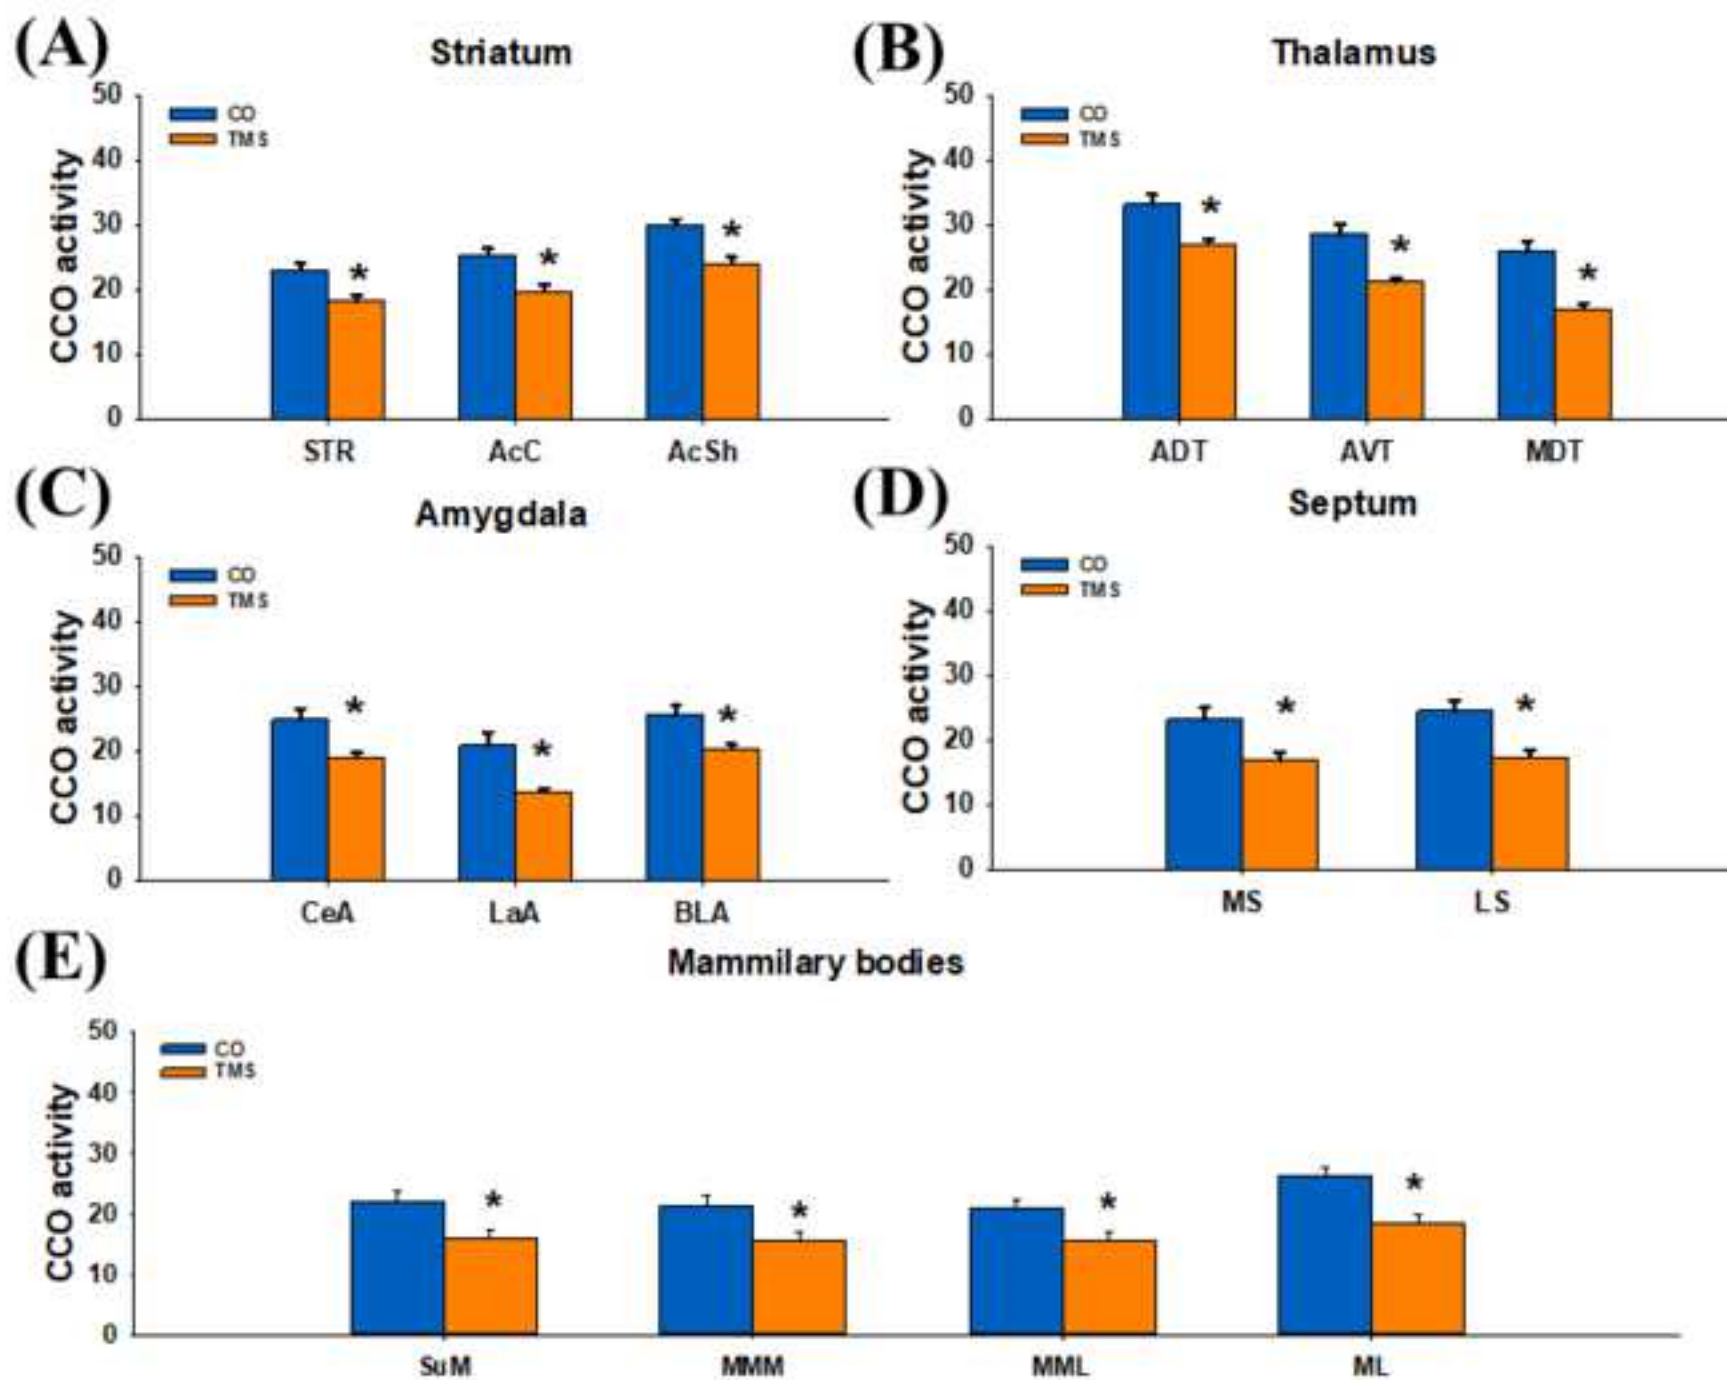 (A)
Striatum
50
40
30
20
10
0
CCO activity
CO
TMS
*
*
*
STR AcC AcSh
(B)
Thalamus
50
40
30
20
10
0
CCO activity
CO
TMS
*
*
*
ADT AVT MDT
(C)
Amygdala
50
40
30
20
10
0
CCO activity
CO
TMS
*
*
*
CeA LaA BLA
(D)
Septum
50
40
30
20
10
0
CCO activity
CO
TMS
*
*
MS LS
(E)
Mammilary bodies
50
40
30
20
10
0
CCO activity
CO
TMS
*
*
*
*
SuM MMM MML ML